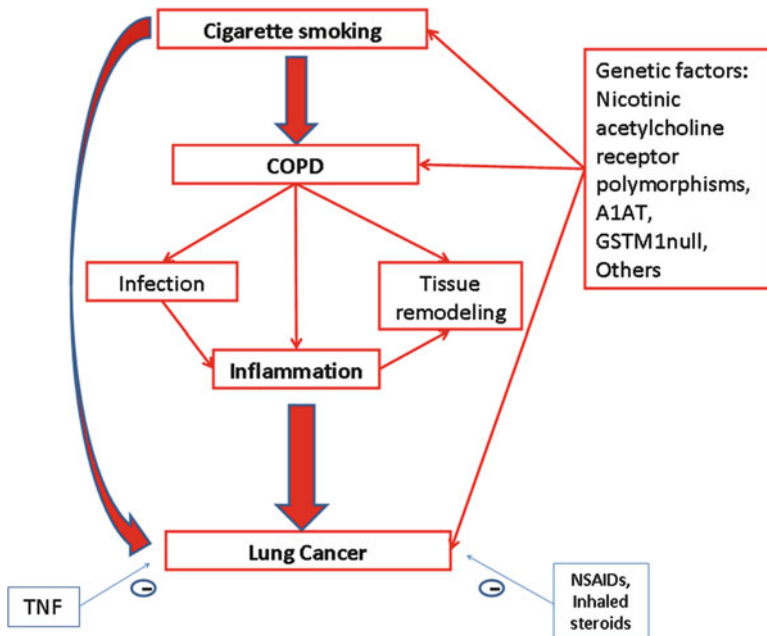 Cigarette smoking
Genetic factors:
Nicotinic
acetylcholine
receptor
polymorphisms,
A1AT,
GSTM1null,
Others
COPD
Infection
Tissue
remodeling
Inflammation
Lung Cancer
TNF
-
-
NSAIDs,
Inhaled
steroids